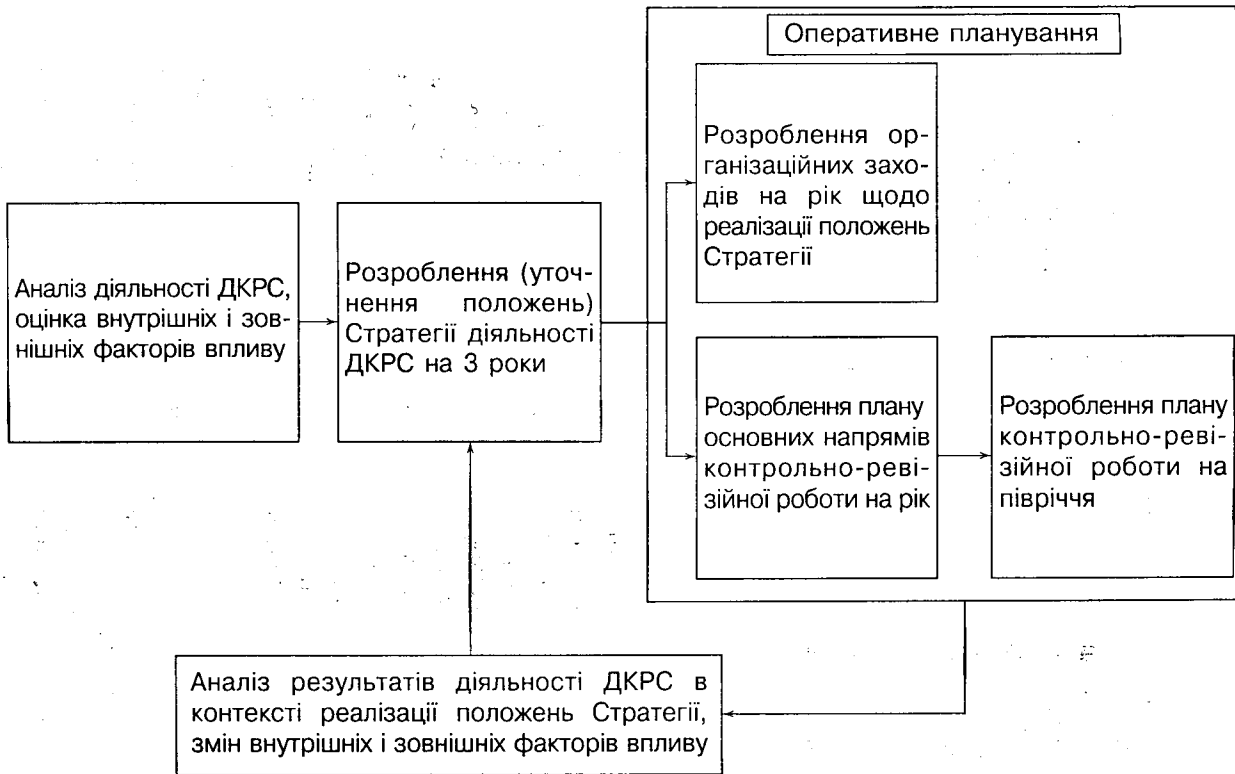 Оперативне планування
Розроблення ор-
ганізаційних захо-
дів на рік щодо
реалізації положень
Стратегії
Аналіз діяльності ДКРС,
оцінка внутрішніх і зов-
нішніх факторів впливу
Розроблення (уточ-
нення положень)
Стратегії діяльності
ДКРС на 3 роки
Розроблення плану
основних напрямів
контрольно-реві-
зійної роботи на рік
Розроблення плану
контрольно-реві-
зійної роботи на
півріччя
Аналіз результатів діяльності ДКРС в
контексті реалізації положень Стратегії,
змін внутрішніх і зовнішніх факторів впливу